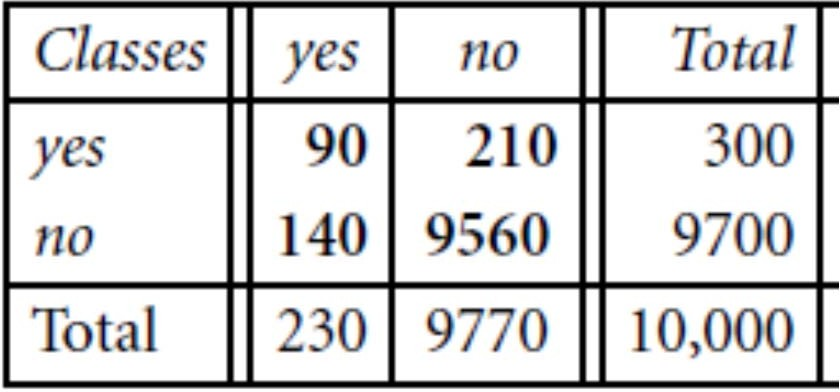 Classes yes no Total
yes 90 210 300
no 140 9560 9700
Total 230 9770 10,000